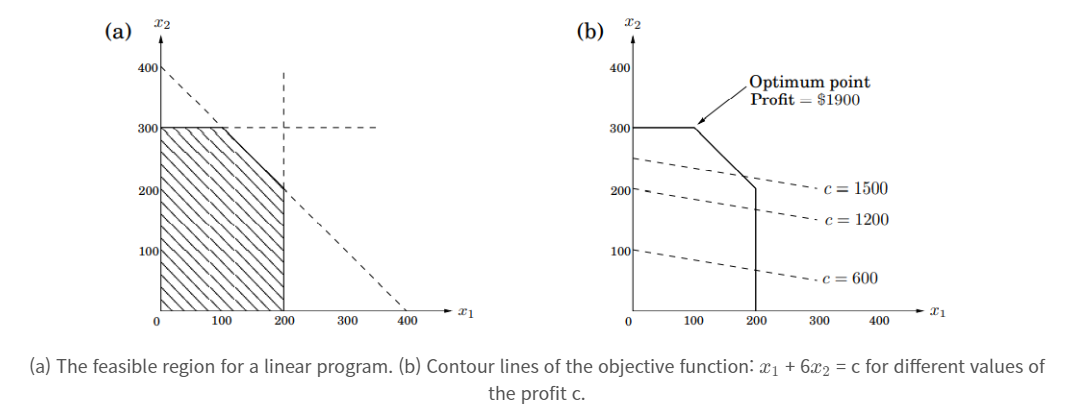 (a)
x₂
400
300
200
100
0
100
200
300
400
x₁
(b)
x₂
400
300
200
100
0
100
200
300
400
x₁
Optimum point
Profit = $1900
c = 1500
c = 1200
c = 600
(a) The feasible region for a linear program. (b) Contour lines of the objective function: x₁ + 6x₂ = c for different values of
the profit c.